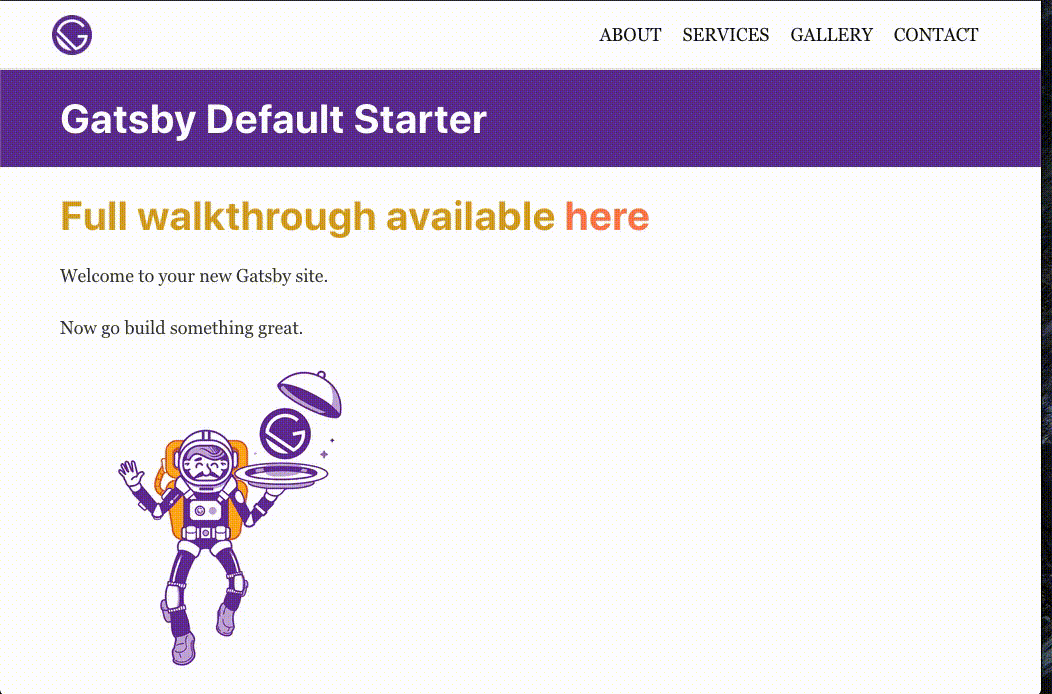 ABOUT SERVICES GALLERY CONTACT
Gatsby Default Starter
Full walkthrough available here
Welcome to your new Gatsby site.
Now go build something great.